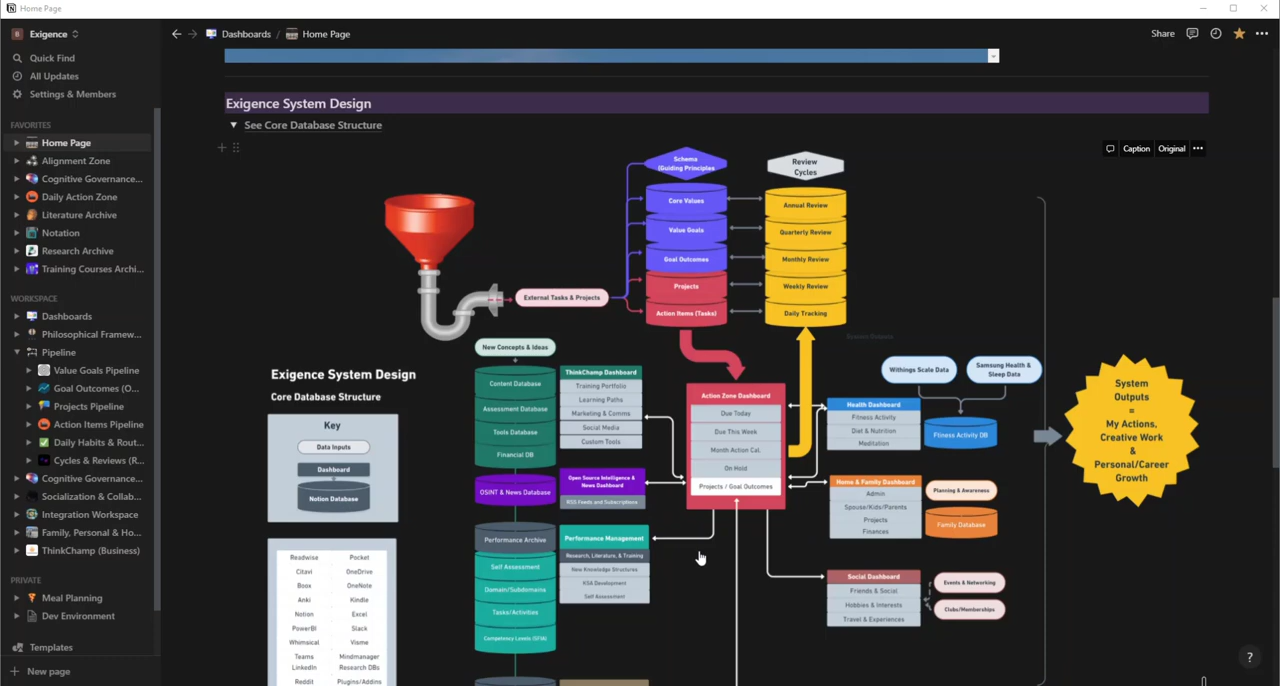 Home Page
Exigence
Dashboards / Home Page
Share
Quick Find
All Updates
Settings & Members
FAVORITES
Home Page
Alignment Zone
Cognitive Governance...
Daily Action Zone
Literature Archive
Notation
Research Archive
Training Courses Archi...
WORKSPACE
Dashboards
Philosophical Framew...
Pipeline
Value Goals Pipeline
Goal Outcomes (O...
Projects Pipeline
Action Items Pipeline
Daily Habits & Rout...
Cycles & Reviews (R...
Cognitive Governance...
Socialization & Collab...
Integration Workspace
Family, Personal & Ho...
ThinkChamp (Business)
PRIVATE
Meal Planning
Dev Environment
Templates
New page
Exigence System Design
See Core Database Structure
Caption
Original
Schema
(Guiding Principles
Core Values
Value Goals
Goal Outcomes
Projects
Action Items (Tasks)
Review
Cycles
Annual Review
Quarterly Review
Monthly Review
Weekly Review
Daily Tracking
External Tasks & Projects
New Concepts & Ideas
Content Database
Assessment Database
Tools Database
Financial DB
OSINT & News Database
Performance Archive
Self Assessment
Domain/Subdomains
Tasks/Activities
Competency Levels (SFIA)
ThinkChamp Dashboard
Training Portfolio
Learning Paths
Marketing & Comms
Social Media
Custom Tools
Open Source Intelligence &
News Dashboard
RSS Feeds and Subscriptions
Performance Management
Research, Literature, & Training
New Knowledge Structures
KSA Development
Self Assessment
Action Zone Dashboard
Due Today
Due This Week
Month Action Cal.
On Hold
Projects / Goal Outcomes
Withings Scale Data
Samsung Health &
Sleep Data
Health Dashboard
Fitness Activity
Diet & Nutrition
Meditation
Fitness Activity DB
Home & Family Dashboard
Admin
Spouse/Kids/Parents
Projects
Finances
Planning & Awareness
Family Database
Social Dashboard
Friends & Social
Hobbies & Interests
Travel & Experiences
Events & Networking
Clubs/Memberships
System
Outputs
=
My Actions,
Creative Work
&
Personal/Career
Growth
Exigence System Design
Core Database Structure
Key
Data Inputs
Dashboard
Notion Database
Readwise Pocket
Citavi OneDrive
Boox OneNote
Anki Kindle
Notion Excel
PowerBI Slack
Whimsical Visme
Teams Mindmanager
LinkedIn Research DBs
Reddit Plugins/Addins
?